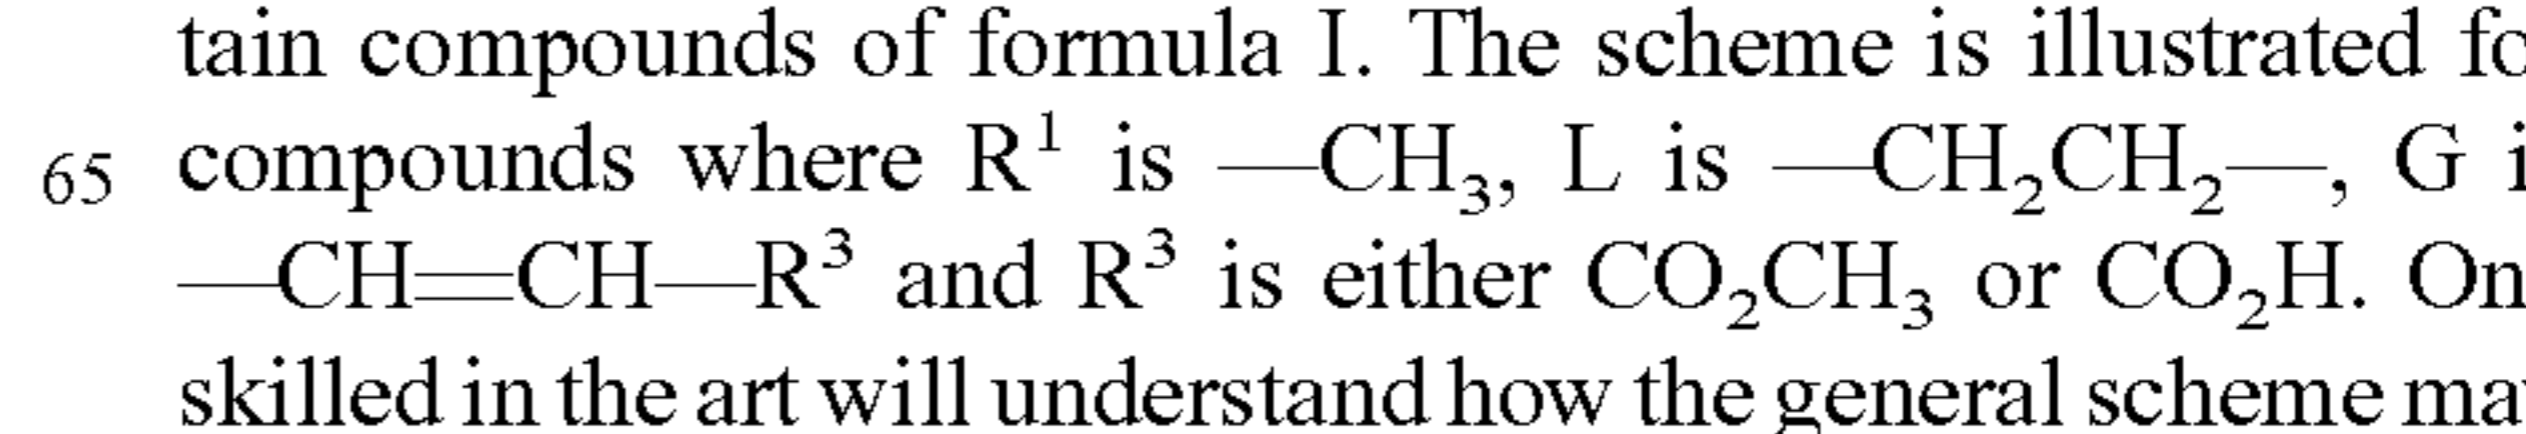 tain compounds of formula I. The scheme is illustrated fo
65 compounds where R¹ is —CH₃, L is —CH₂CH₂—, G i
—CH=CH—R³ and R³ is either CO₂CH₃ or CO₂H. On
skilled in the art will understand how the general scheme may